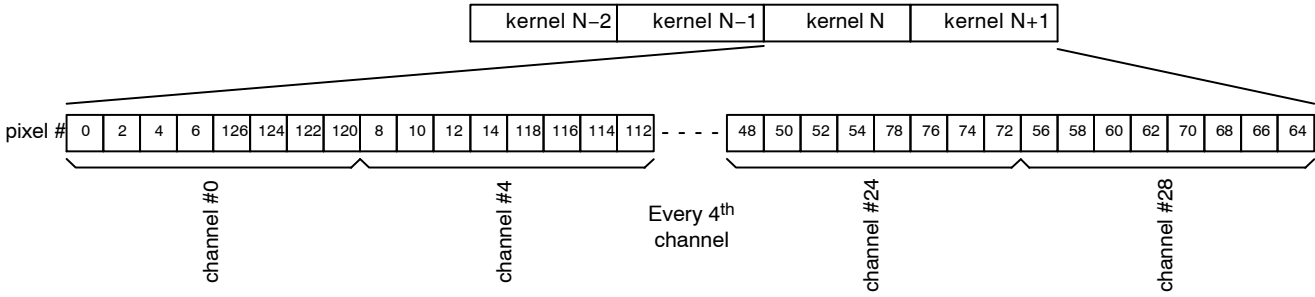 kernel N−2 kernel N−1 kernel N kernel N+1
pixel # 0 2 4 6 126 124 122 120 8 10 12 14 118 116 114 112 - - - - 48 50 52 54 78 76 74 72 56 58 60 62 70 68 66 64
channel #0
channel #4
Every 4th
channel
channel #24
channel #28